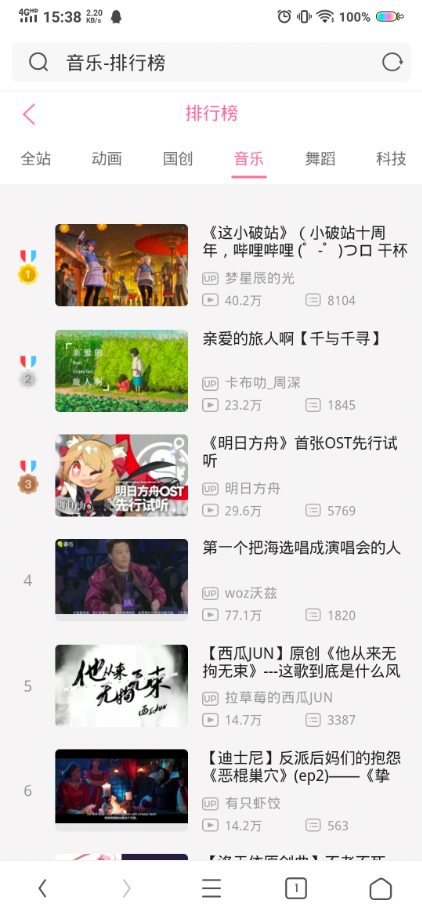 4G HD 15:38 2.20 KB/s 100%
音乐-排行榜
排行榜
全站 动画 国创 音乐 舞蹈 科技
1
《这小破站》（小破站十周
年，哔哩哔哩 (゜-゜)つロ 干杯
UP 梦星辰的光
40.2万 8104
2
亲爱的
旅人啊
亲爱的旅人啊【千与千寻】
UP 卡布叻_周深
23.2万 1845
3
明日方舟OST
先行试听
《明日方舟》首张OST先行试
听
UP 明日方舟
29.6万 5769
4
第一个把海选唱成演唱会的人
UP woz沃兹
77.1万 1820
5
他从来
无拘无束
西瓜JUN
【西瓜JUN】原创《他从来无
拘无束》---这歌到底是什么风
UP 拉草莓的西瓜JUN
14.7万 3387
6
【迪士尼】反派后妈们的抱怨
《恶棍巢穴》(ep2)——《挚
UP 有只虾饺
14.2万 563
1